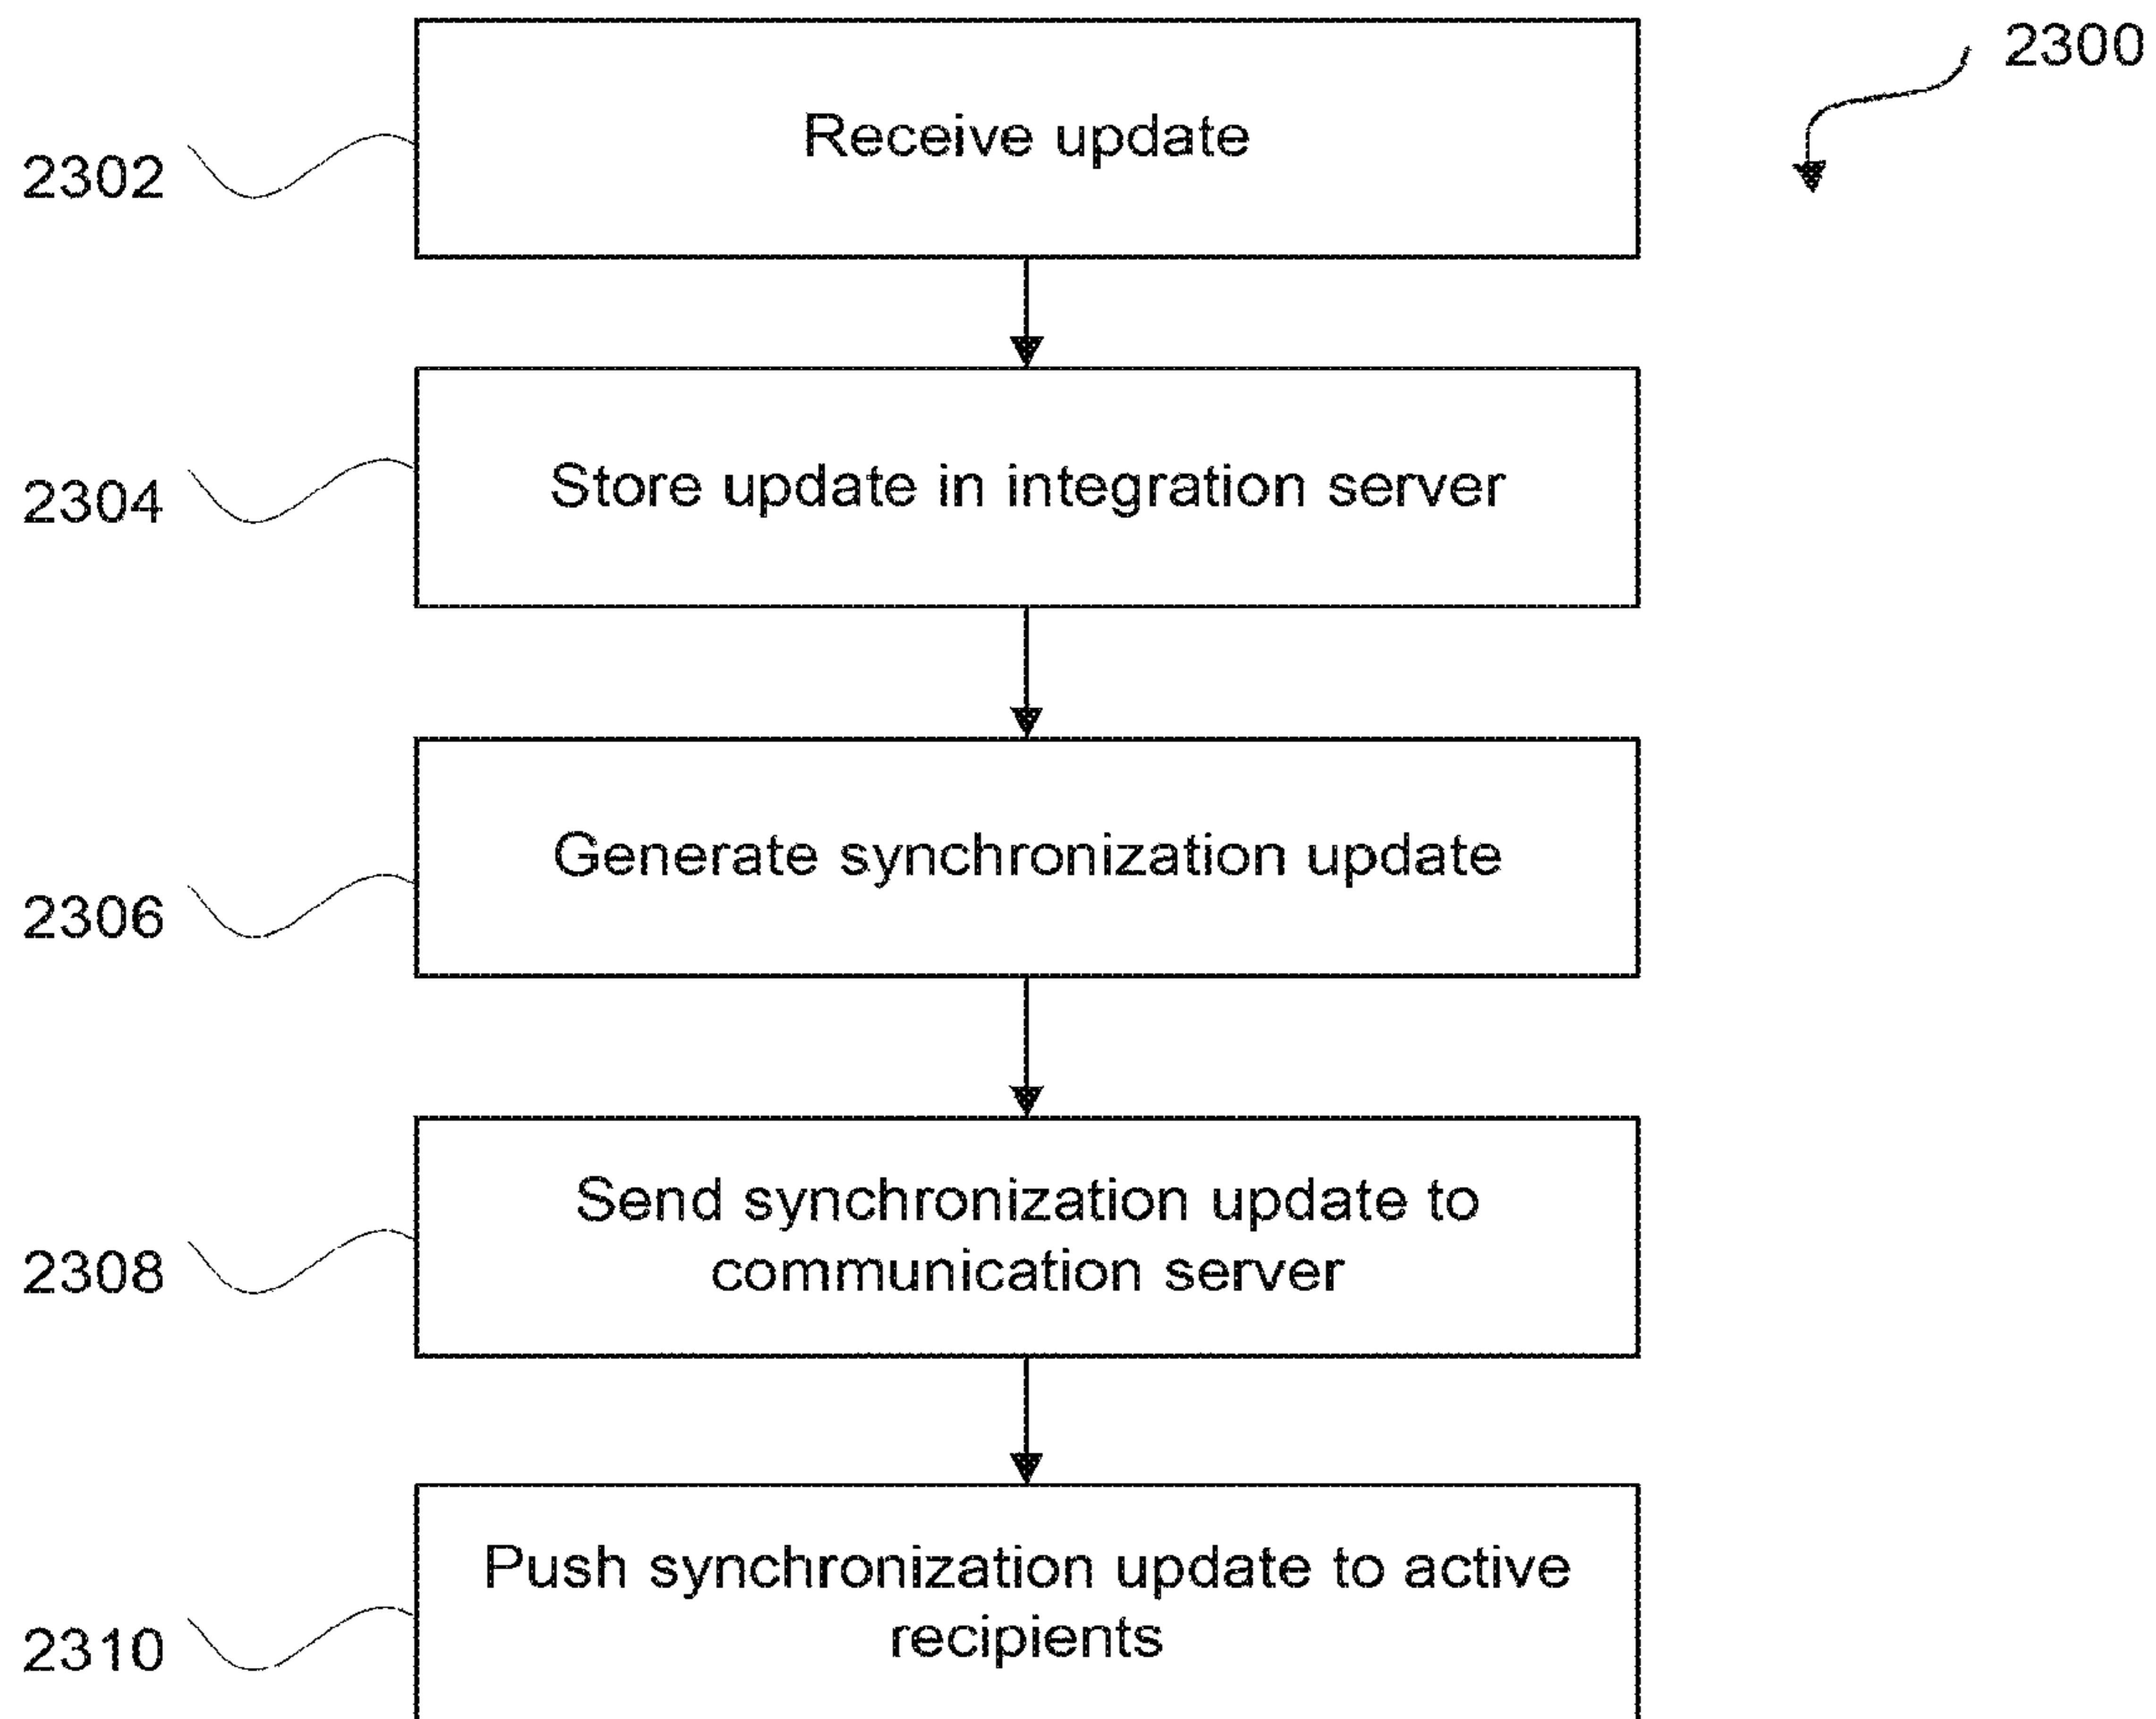 2300
Receive update
2302
Store update in integration server
2304
Generate synchronization update
2306
Send synchronization update to
communication server
2308
Push synchronization update to active
recipients
2310